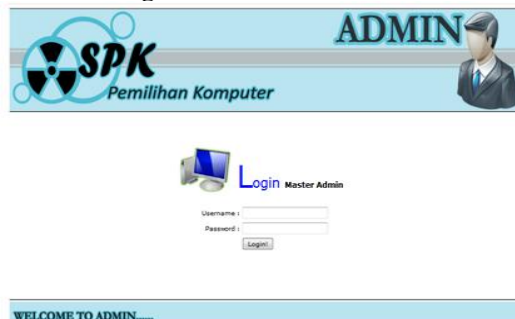 ADMIN
SPK
Pemilihan Komputer
Login Master Admin
Username :
Password :
Login!
WELCOME TO ADMIN......